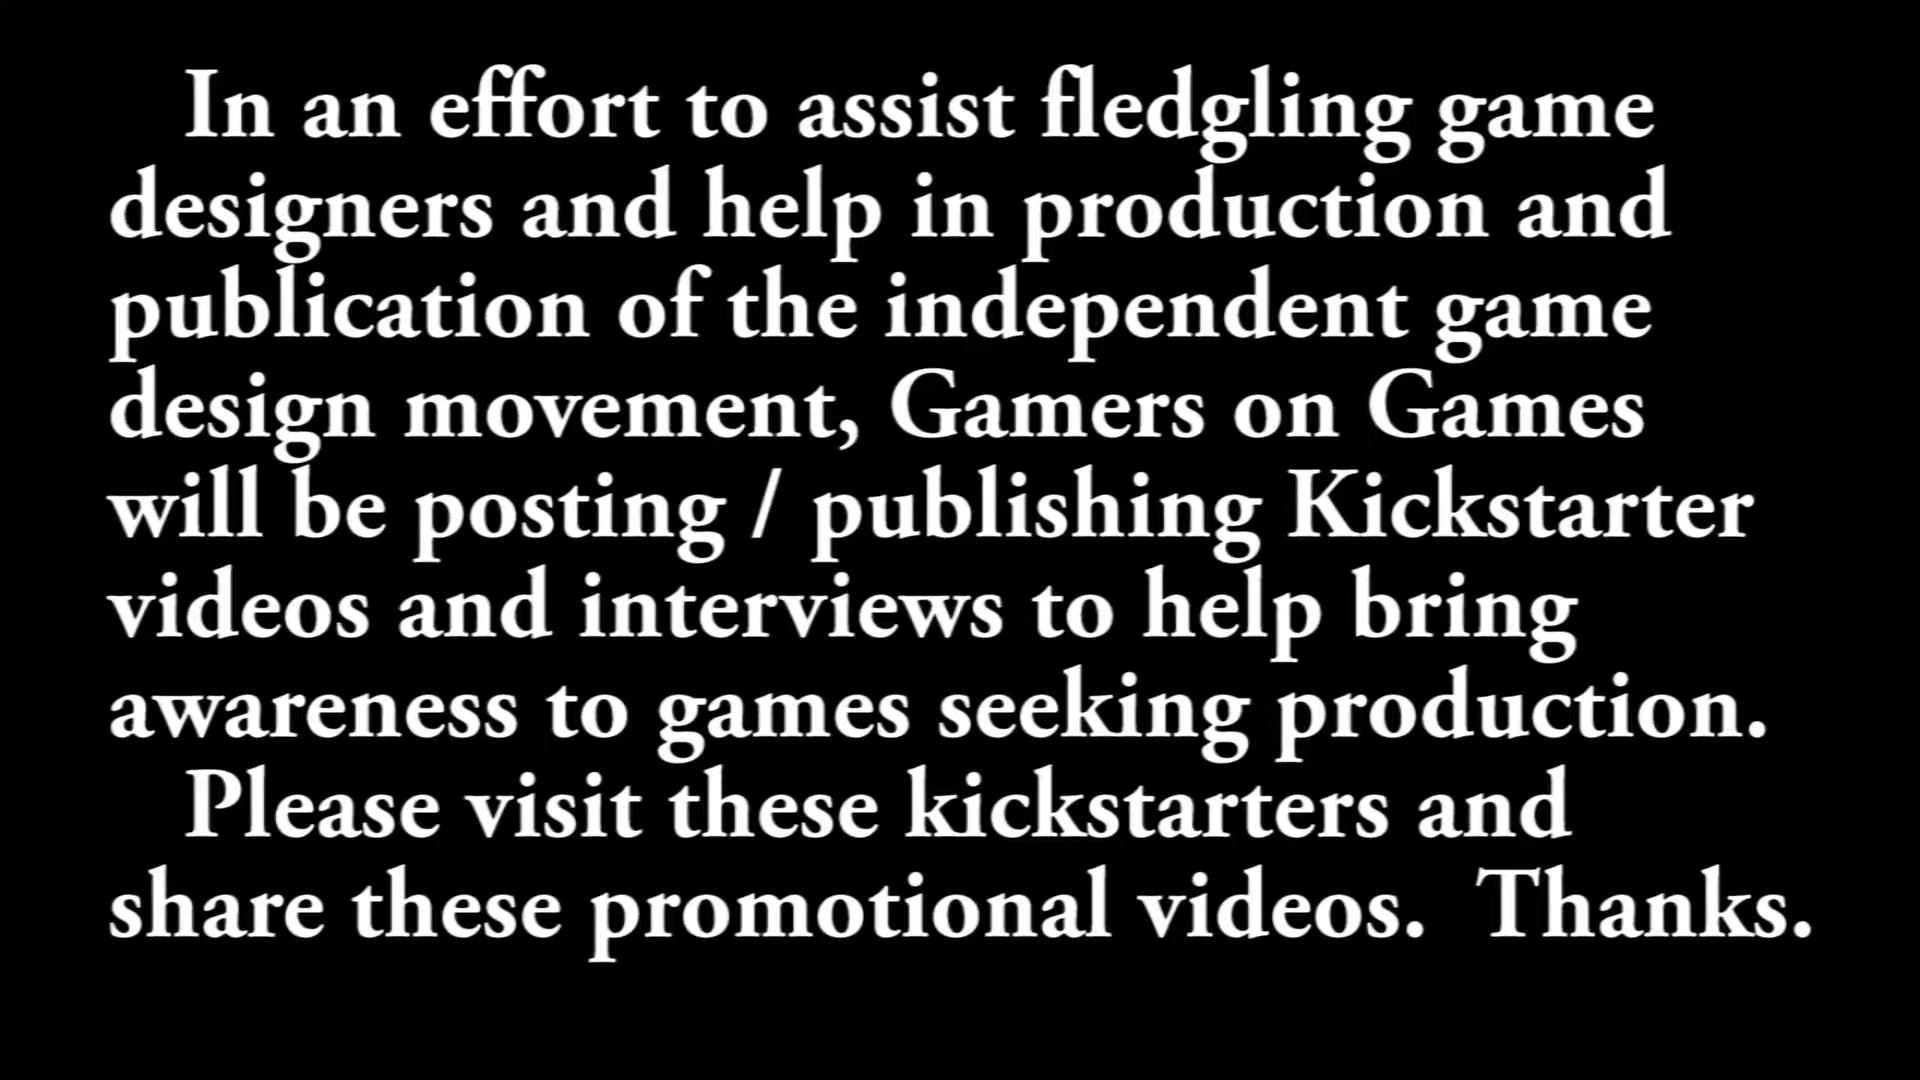 In an effort to assist fledgling game
designers and help in production and
publication of the independent game
design movement, Gamers on Games
will be posting / publishing Kickstarter
videos and interviews to help bring
awareness to games seeking production.
Please visit these kickstarters and
share these promotional videos.  Thanks.